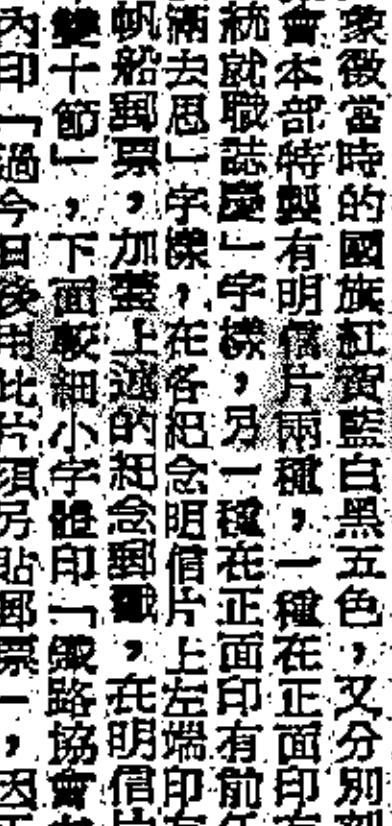 象徵當時的國旗紅黃藍白黑五色，又分別
會本部特製有明信片兩種，一種在正面印有
統就職誌慶」字樣，另一種在正面印有前
滿去思」字樣，在各紀念明信片上左端印
帆船郵票，加蓋上述的紀念郵戳，在明信片
雙十節」，下面較細小字體印「鐵路協會
內印「過今日後用此片須另貼郵票」，因